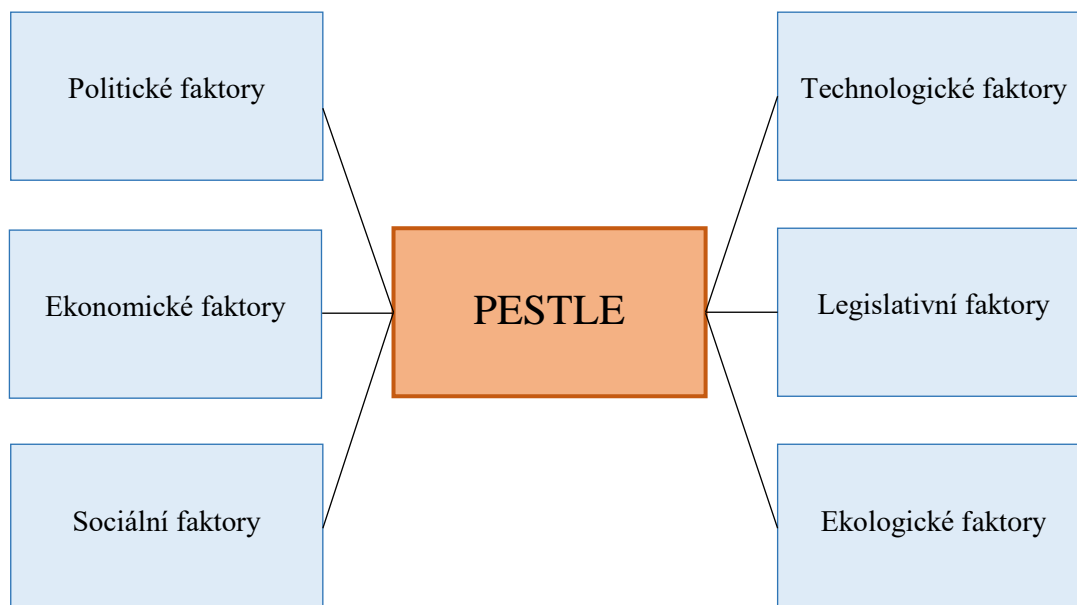 Politické faktory
Ekonomické faktory
Sociální faktory
PESTLE
Technologické faktory
Legislativní faktory
Ekologické faktory